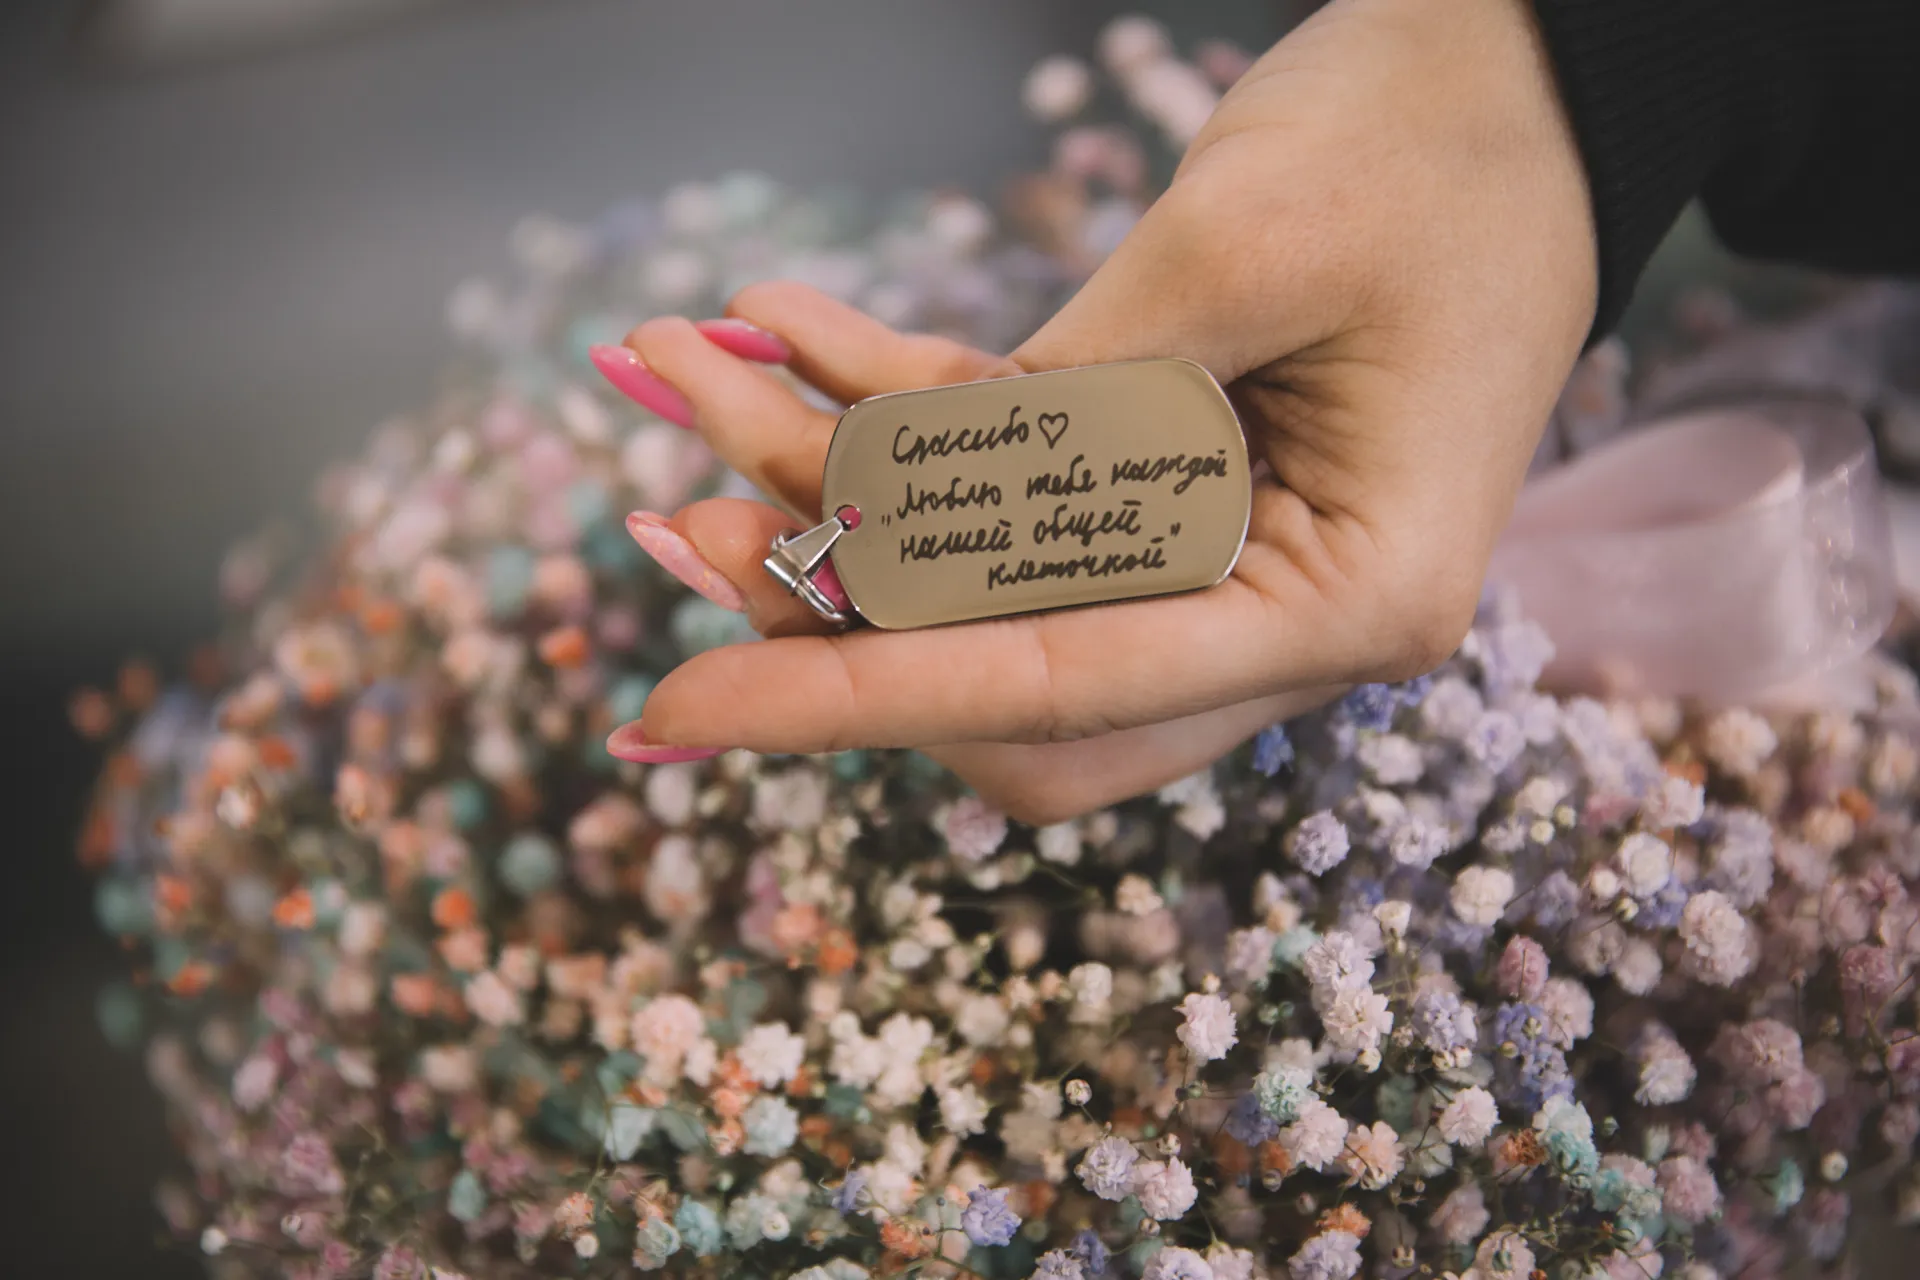 Спасибо ♡
„Люблю тебя каждой
нашей общей
клеточкой"